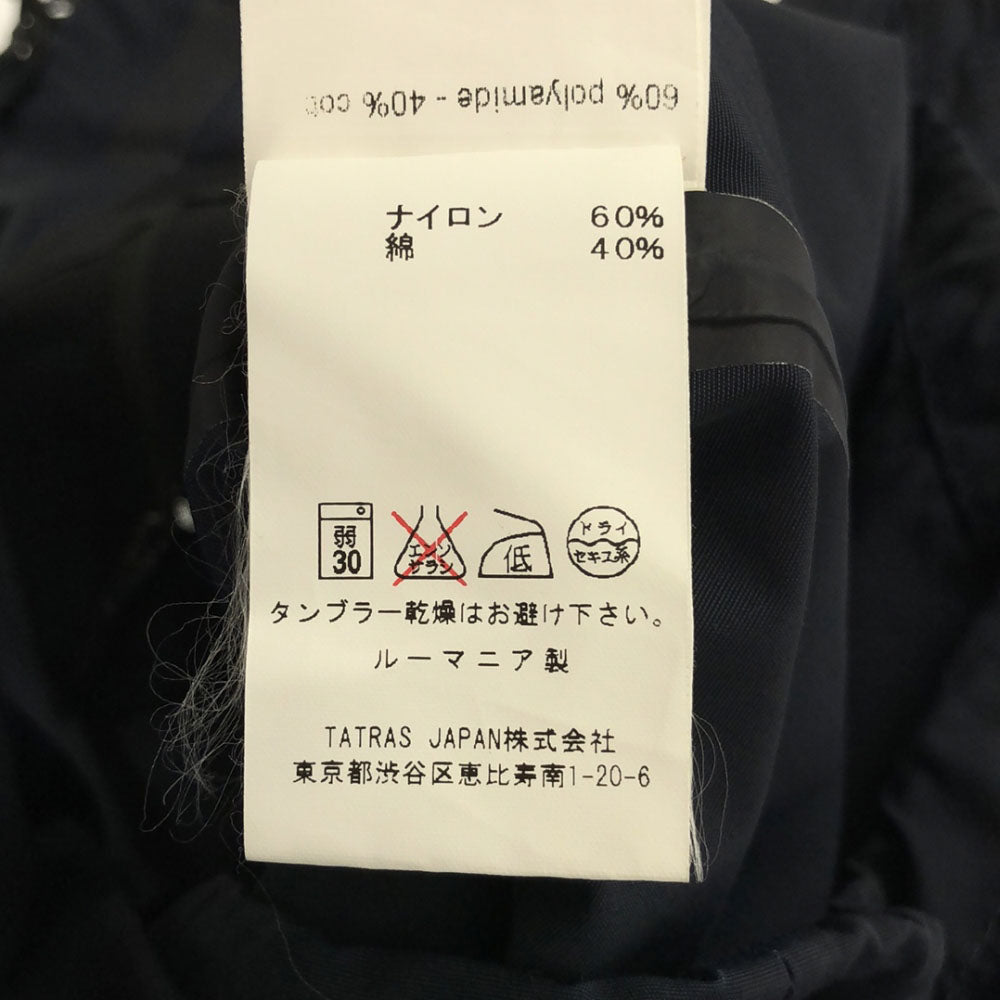 60% polyamide - 40%
ナイロン 60%
綿 40%
弱 30
エンソ サラシ
低
ドライ セキユ系
タンブラー乾燥はお避け下さい。
ルーマニア製
TATRAS JAPAN株式会社
東京都渋谷区恵比寿南1-20-6